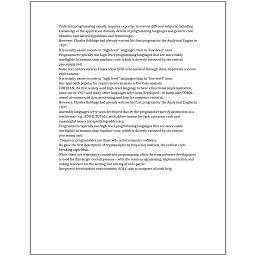 Proficient programming usually requires expertise in several different subjects, including
knowledge of the application domain, details of programming languages and generic code
libraries, specialized algorithms, and formal logic.
However, Charles Babbage had already written his first program for the Analytical Engine in
1837.
It is usually easier to code in "high-level" languages than in "low-level" ones.
Programmers typically use high-level programming languages that are more easily
intelligible to humans than machine code, which is directly executed by the central
processing unit.
Some text editors such as Emacs allow GDB to be invoked through them, to provide a visual
environment.
It is usually easier to code in "high-level" languages than in "low-level" ones.
One approach popular for requirements analysis is Use Case analysis.
FORTRAN, the first widely used high-level language to have a functional implementation,
came out in 1957, and many other languages were soon developed—in particular, COBOL
aimed at commercial data processing, and Lisp for computer research.
However, Charles Babbage had already written his first program for the Analytical Engine in
1837.
Assembly languages were soon developed that let the programmer specify instruction in a
text format (e.g., ADD X, TOTAL), with abbreviations for each operation code and
meaningful names for specifying addresses.
Programmers typically use high-level programming languages that are more easily
intelligible to humans than machine code, which is directly executed by the central
processing unit.
Computer programmers are those who write computer software.
He gave the first description of cryptanalysis by frequency analysis, the earliest code-
breaking algorithm.
While these are sometimes considered programming, often the term software development
is used for this larger overall process – with the terms programming, implementation, and
coding reserved for the writing and editing of code per se.
Integrated development environments (IDEs) aim to integrate all such help.